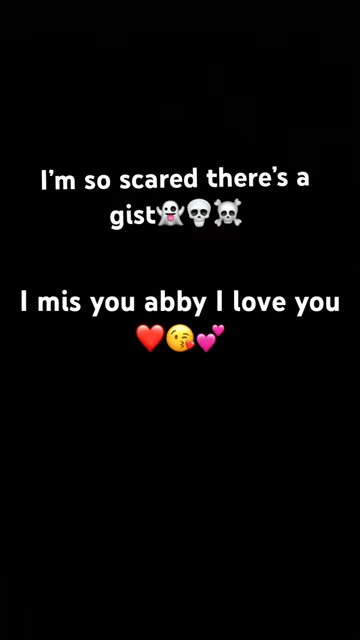 I'm so scared there's a
gist👻💀☠️
I mis you abby I love you
❤️😘💕